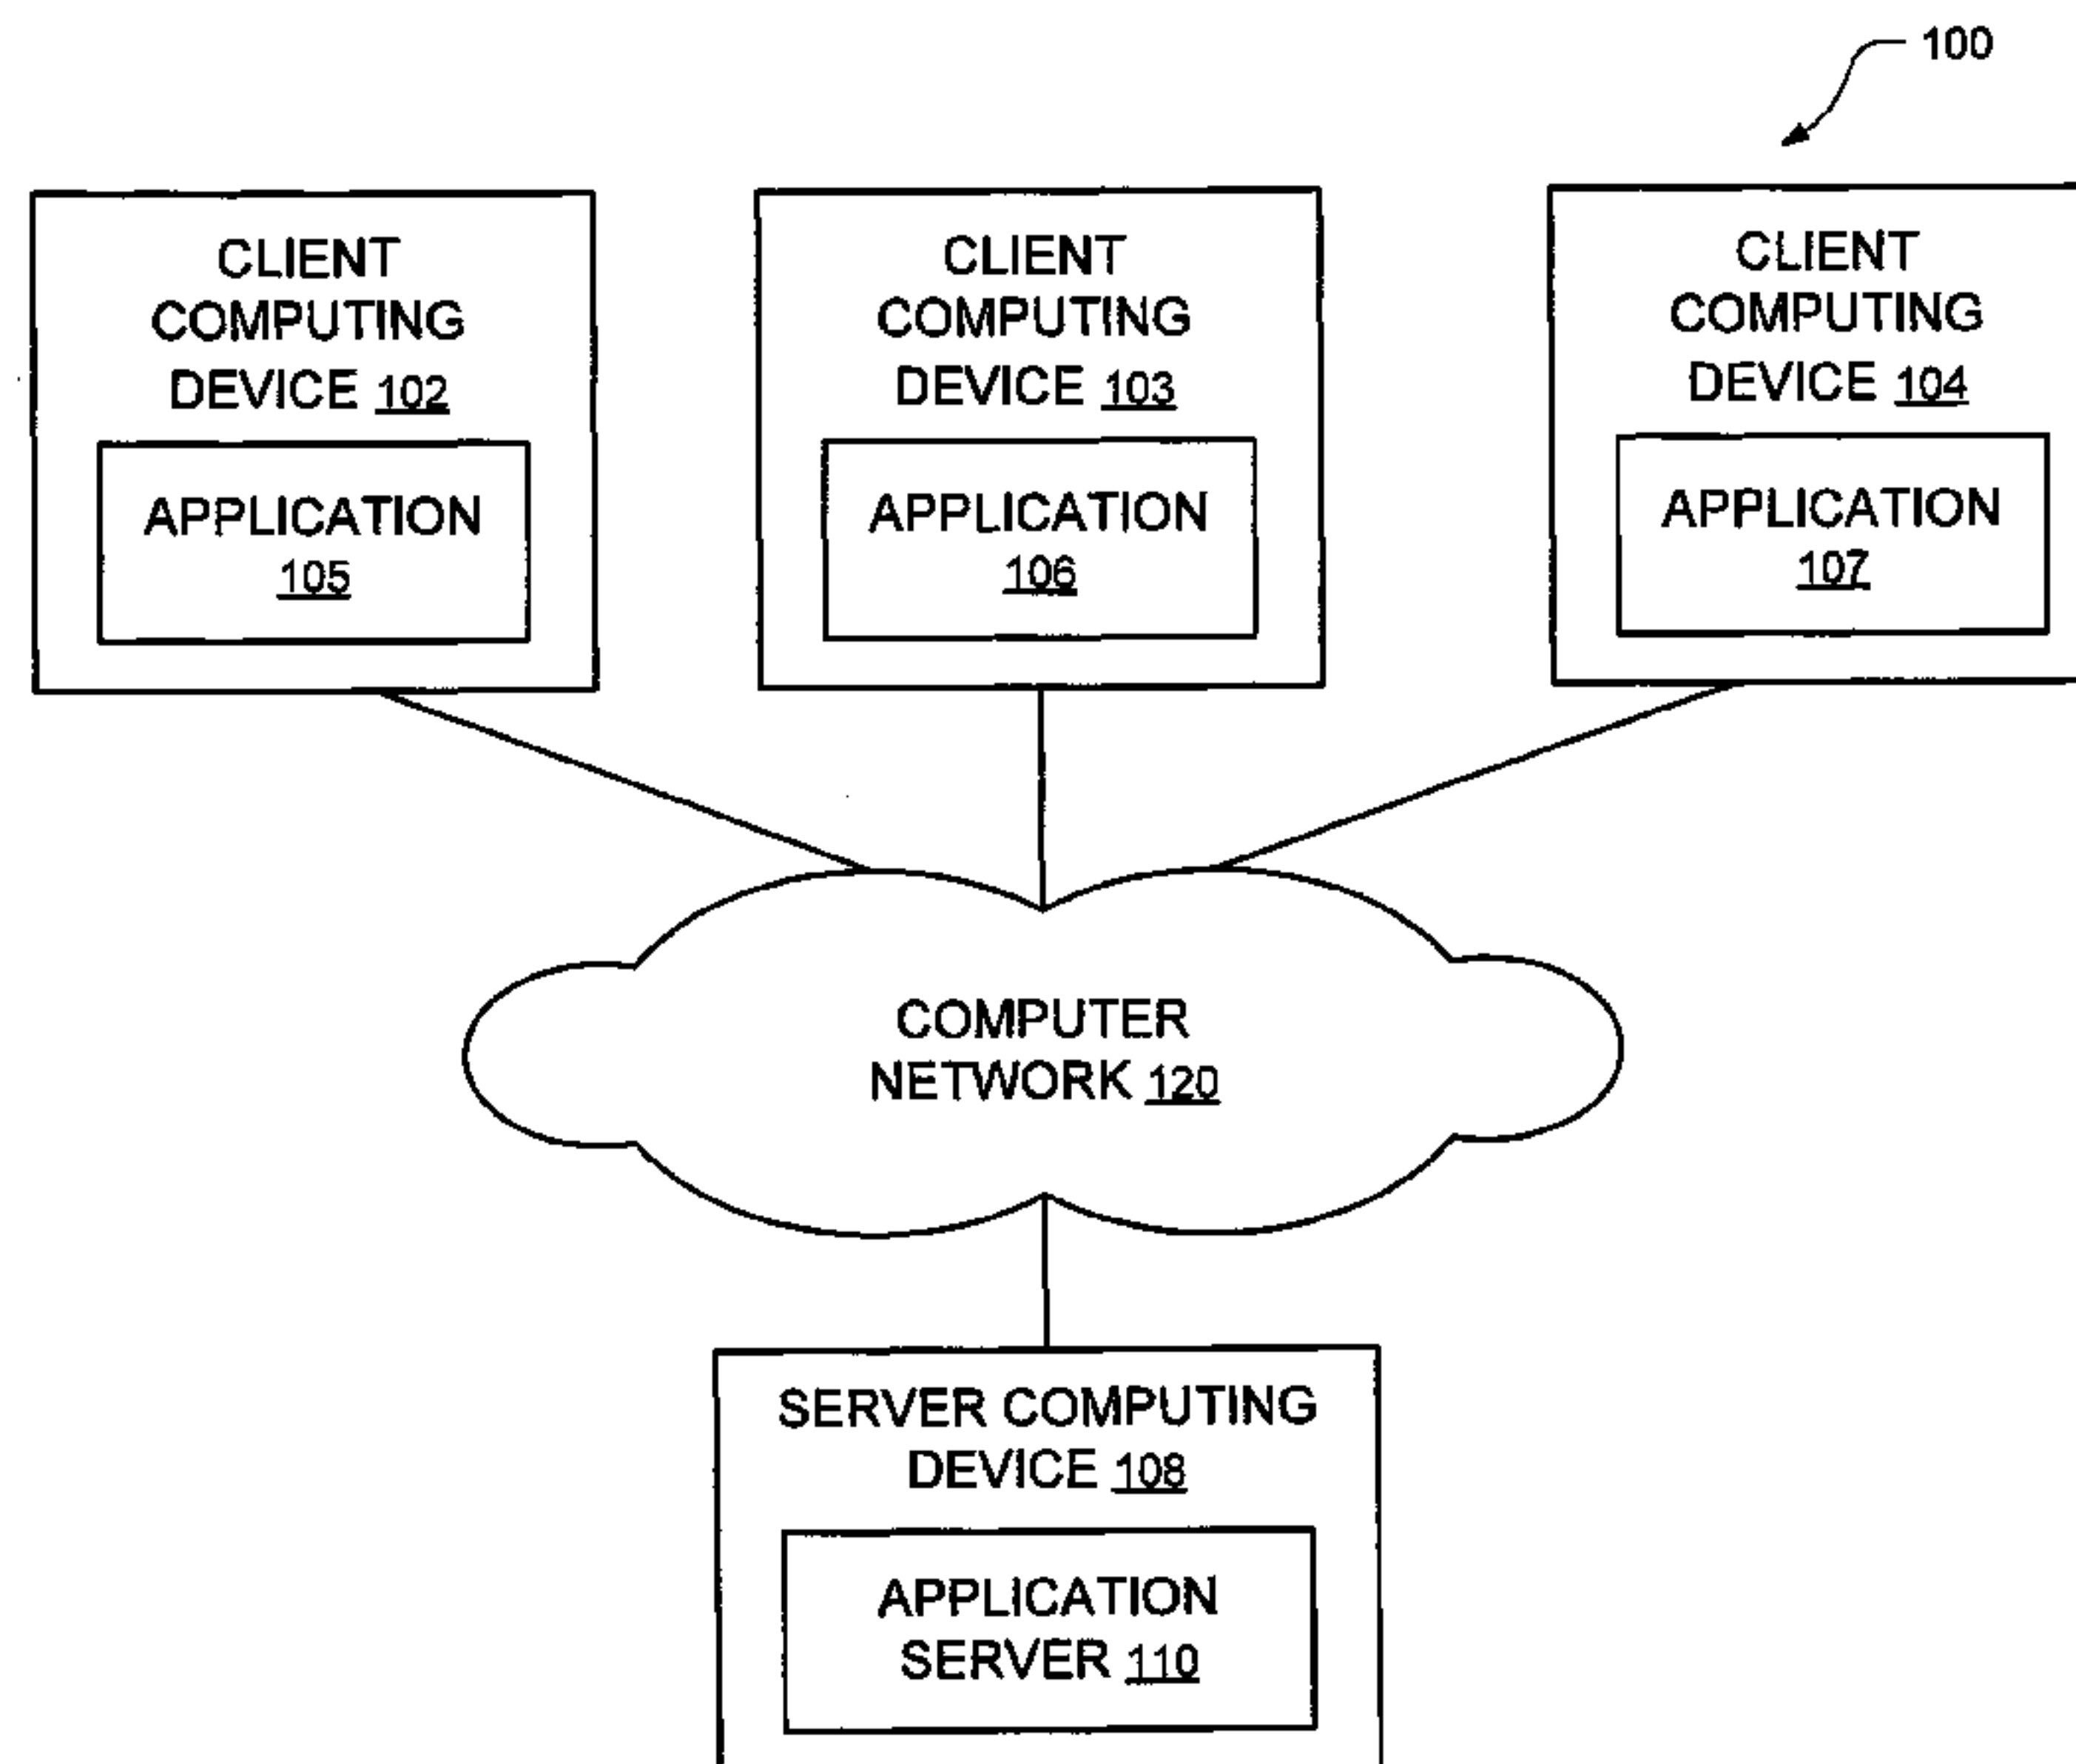 100
CLIENT
COMPUTING
DEVICE 102
APPLICATION
105
CLIENT
COMPUTING
DEVICE 103
APPLICATION
106
CLIENT
COMPUTING
DEVICE 104
APPLICATION
107
COMPUTER
NETWORK 120
SERVER COMPUTING
DEVICE 108
APPLICATION
SERVER 110